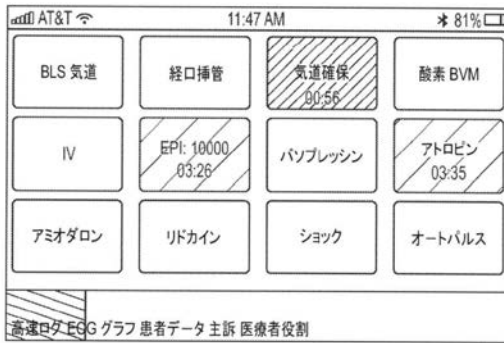 AT&T 11:47 AM 81%
BLS 気道 経口挿管 気道確保 酸素 BVM
00:56
IV EPI: 10000 バソプレッシン アトロピン
03:26 03:35
アミオダロン リドカイン ショック オートパルス
高速ログ ECG グラフ 患者データ 主訴 医療者役割